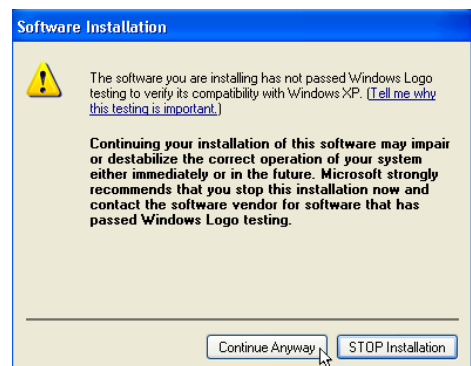 Software Installation
The software you are installing has not passed Windows Logo
testing to verify its compatibility with Windows XP. (Tell me why
this testing is important.)
Continuing your installation of this software may impair
or destabilize the correct operation of your system
either immediately or in the future. Microsoft strongly
recommends that you stop this installation now and
contact the software vendor for software that has
passed Windows Logo testing.
Continue Anyway STOP Installation